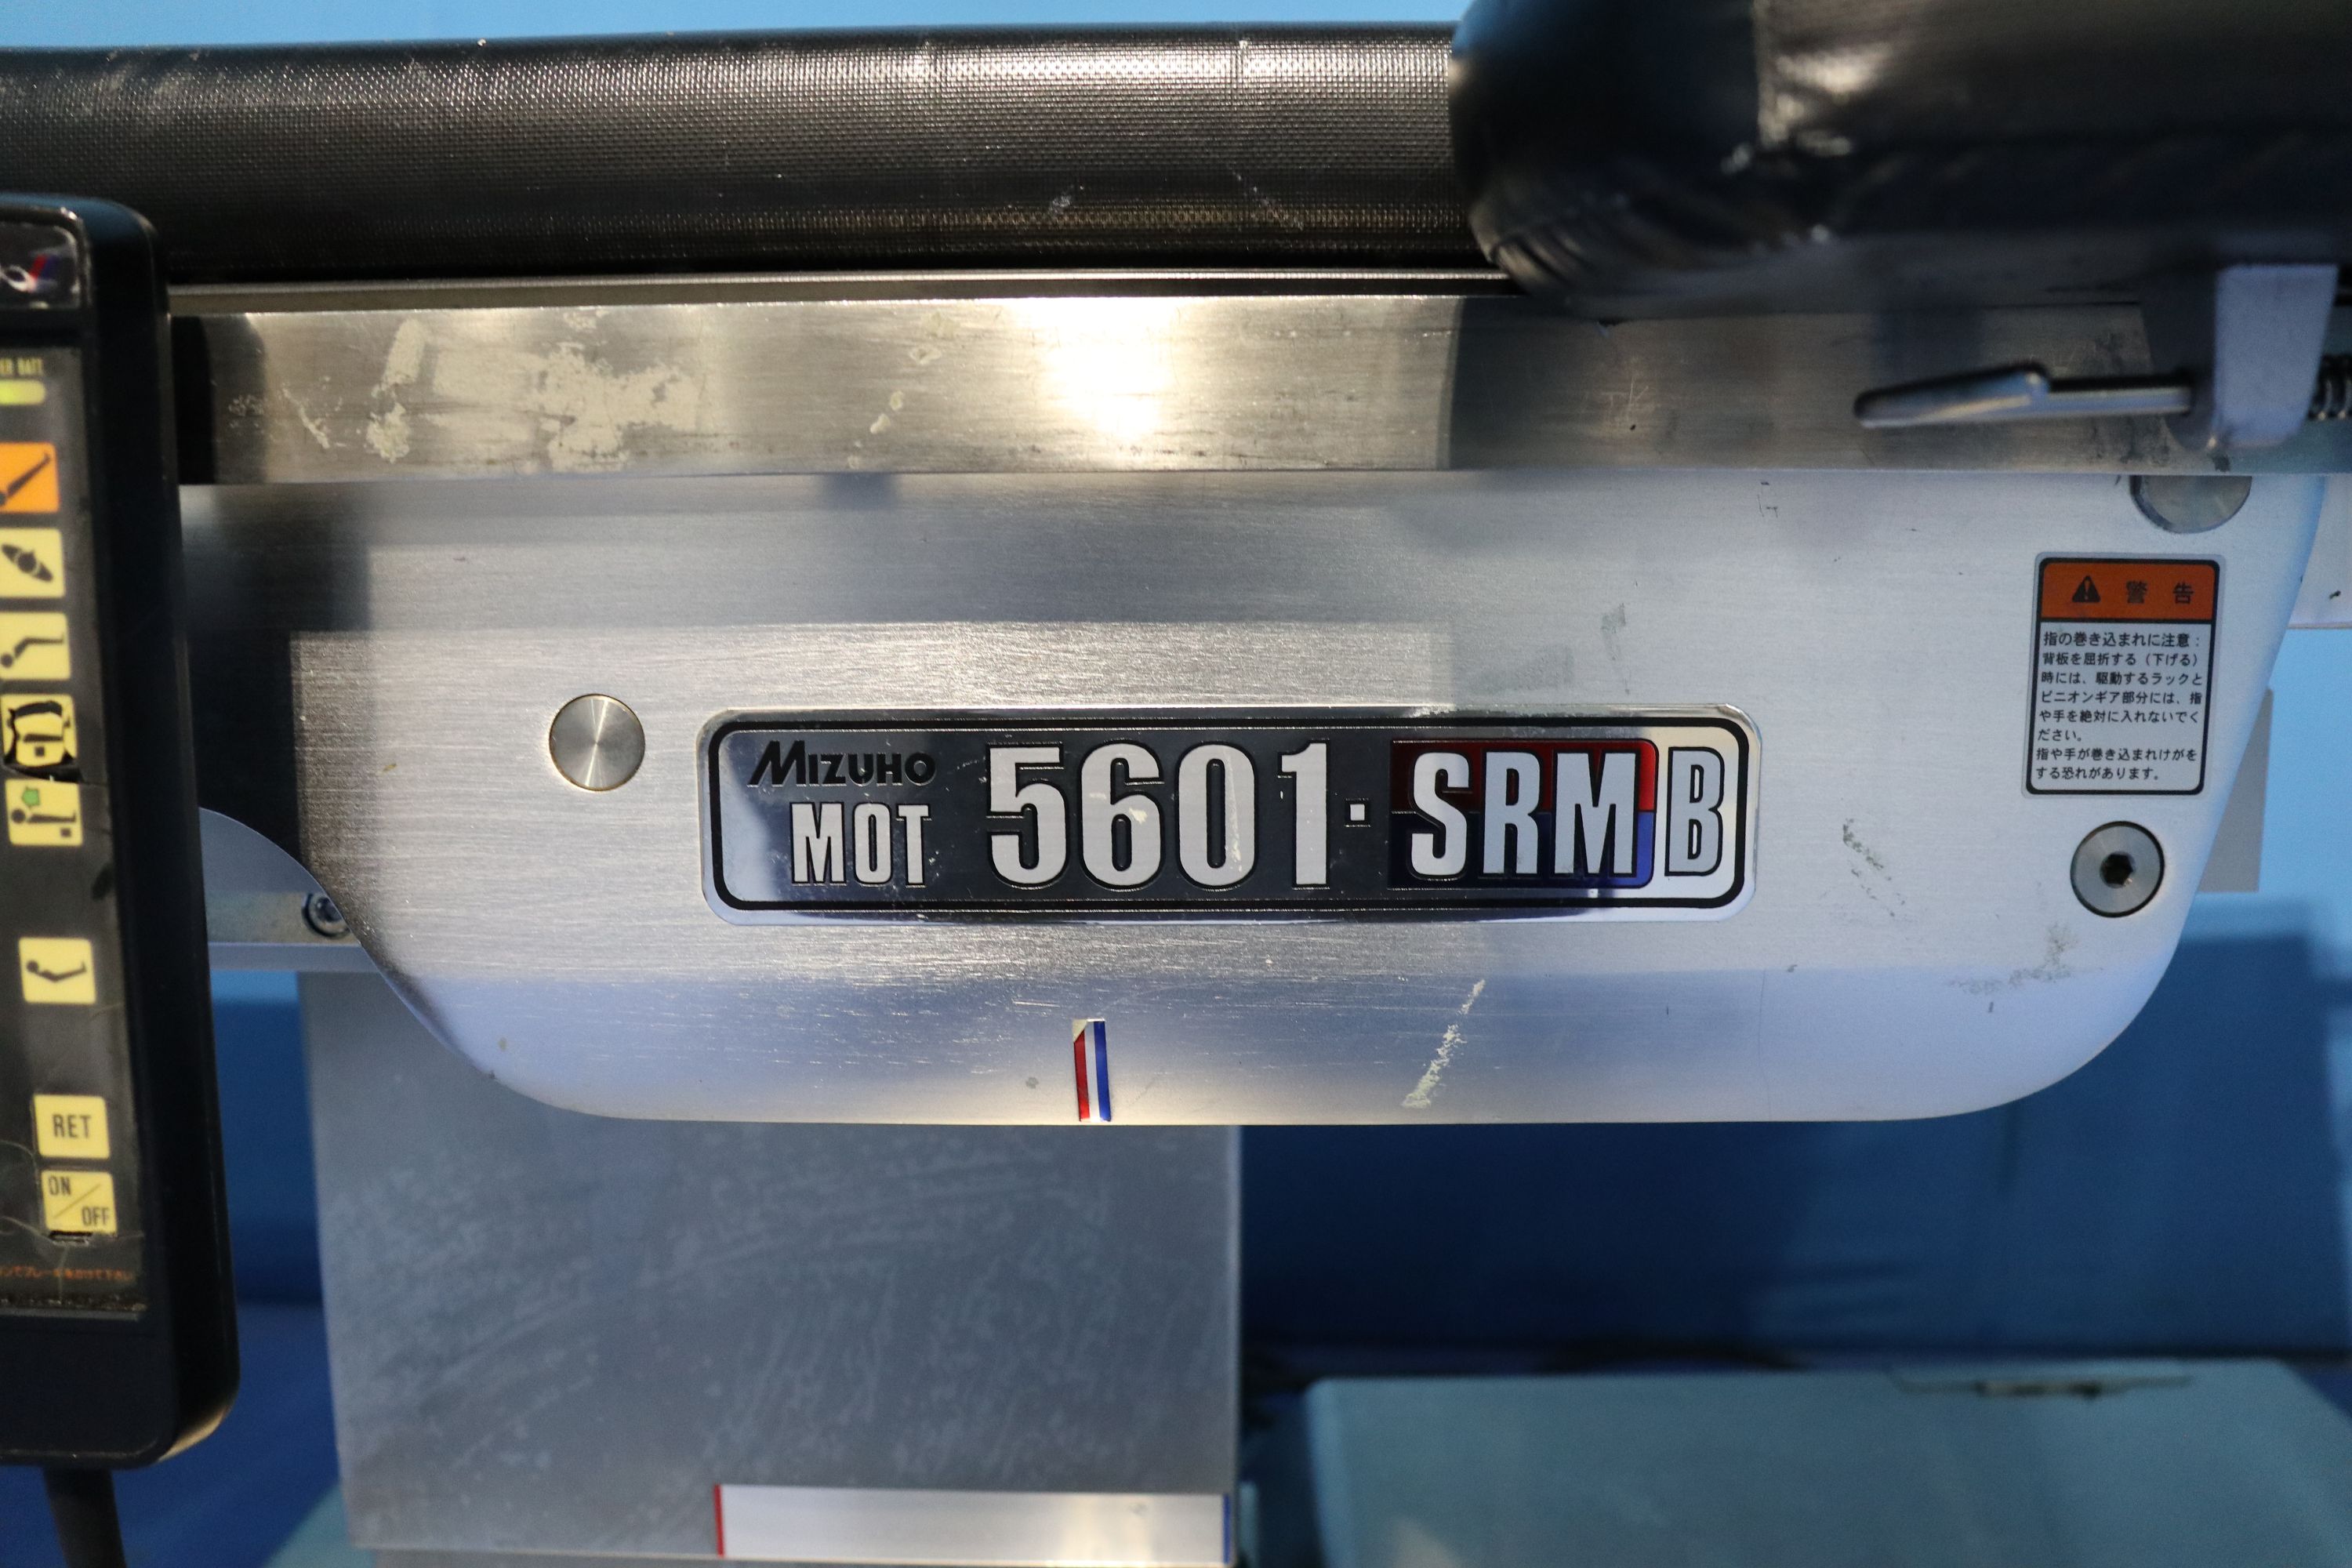 ER BATT
RET
ON
OFF
MIZUHO
MOT 5601·SRM B
警告
指の巻き込まれに注意：
背板を屈折する（下げる）
時には、駆動するラックと
ピニオンギア部分には、指
や手を絶対に入れないでく
ださい。
指や手が巻き込まれけがを
する恐れがあります。